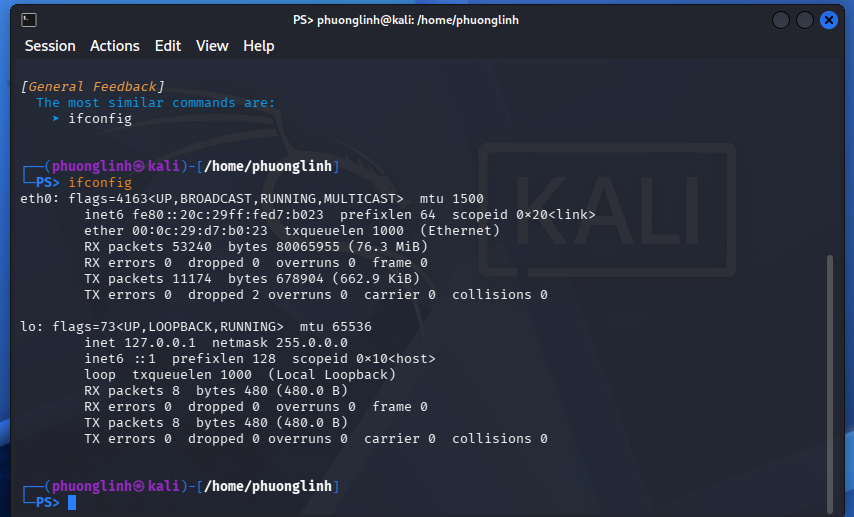 PS> phuonglinh@kali: /home/phuonglinh
Session Actions Edit View Help
[General Feedback]
The most similar commands are:
➤ ifconfig
┌──(phuonglinh㉿kali)-[/home/phuonglinh]
└─PS> ifconfig
eth0: flags=4163<UP,BROADCAST,RUNNING,MULTICAST>  mtu 1500
inet6 fe80::20c:29ff:fed7:b023  prefixlen 64  scopeid 0×20<link>
ether 00:0c:29:d7:b0:23  txqueuelen 1000  (Ethernet)
RX packets 53240  bytes 80065955 (76.3 MiB)
RX errors 0  dropped 0  overruns 0  frame 0
TX packets 11174  bytes 678904 (662.9 KiB)
TX errors 0  dropped 2 overruns 0  carrier 0  collisions 0
lo: flags=73<UP,LOOPBACK,RUNNING>  mtu 65536
inet 127.0.0.1  netmask 255.0.0.0
inet6 ::1  prefixlen 128  scopeid 0×10<host>
loop  txqueuelen 1000  (Local Loopback)
RX packets 8  bytes 480 (480.0 B)
RX errors 0  dropped 0  overruns 0  frame 0
TX packets 8  bytes 480 (480.0 B)
TX errors 0  dropped 0 overruns 0  carrier 0  collisions 0
┌──(phuonglinh㉿kali)-[/home/phuonglinh]
└─PS>
KALI